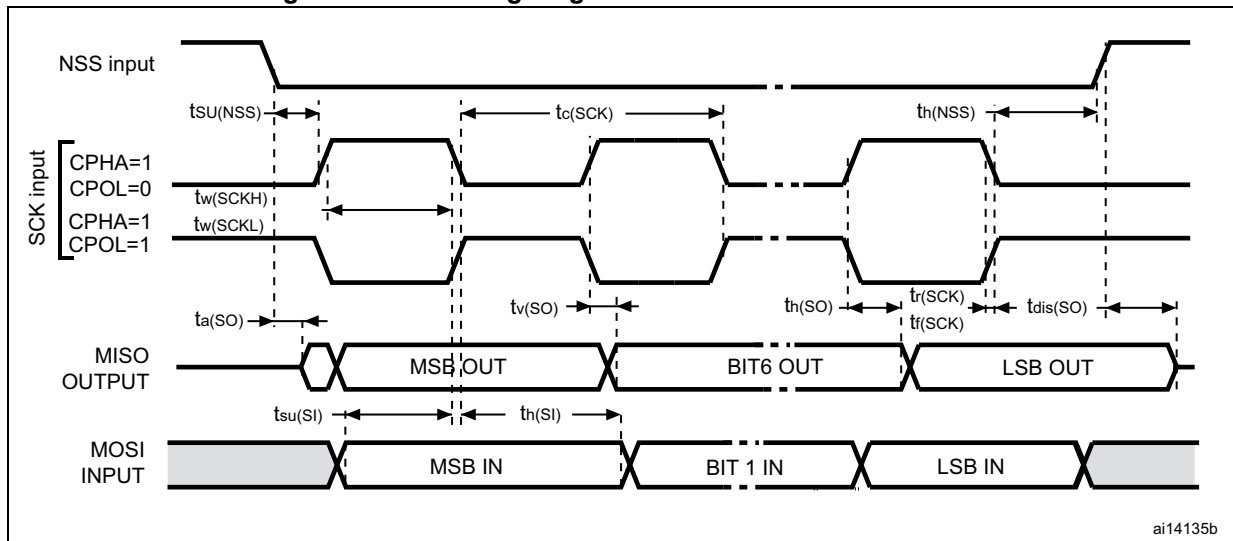 NSS input
tSU(NSS)
tc(SCK)
th(NSS)
SCK input
CPHA=1
CPOL=0
tw(SCKH)
CPHA=1
tw(SCKL)
CPOL=1
ta(SO)
tv(SO)
th(SO)
tr(SCK)
tf(SCK)
tdis(SO)
MISO
OUTPUT
MSB OUT
BIT6 OUT
LSB OUT
tsu(SI)
th(SI)
MOSI
INPUT
MSB IN
BIT 1 IN
LSB IN
ai14135b